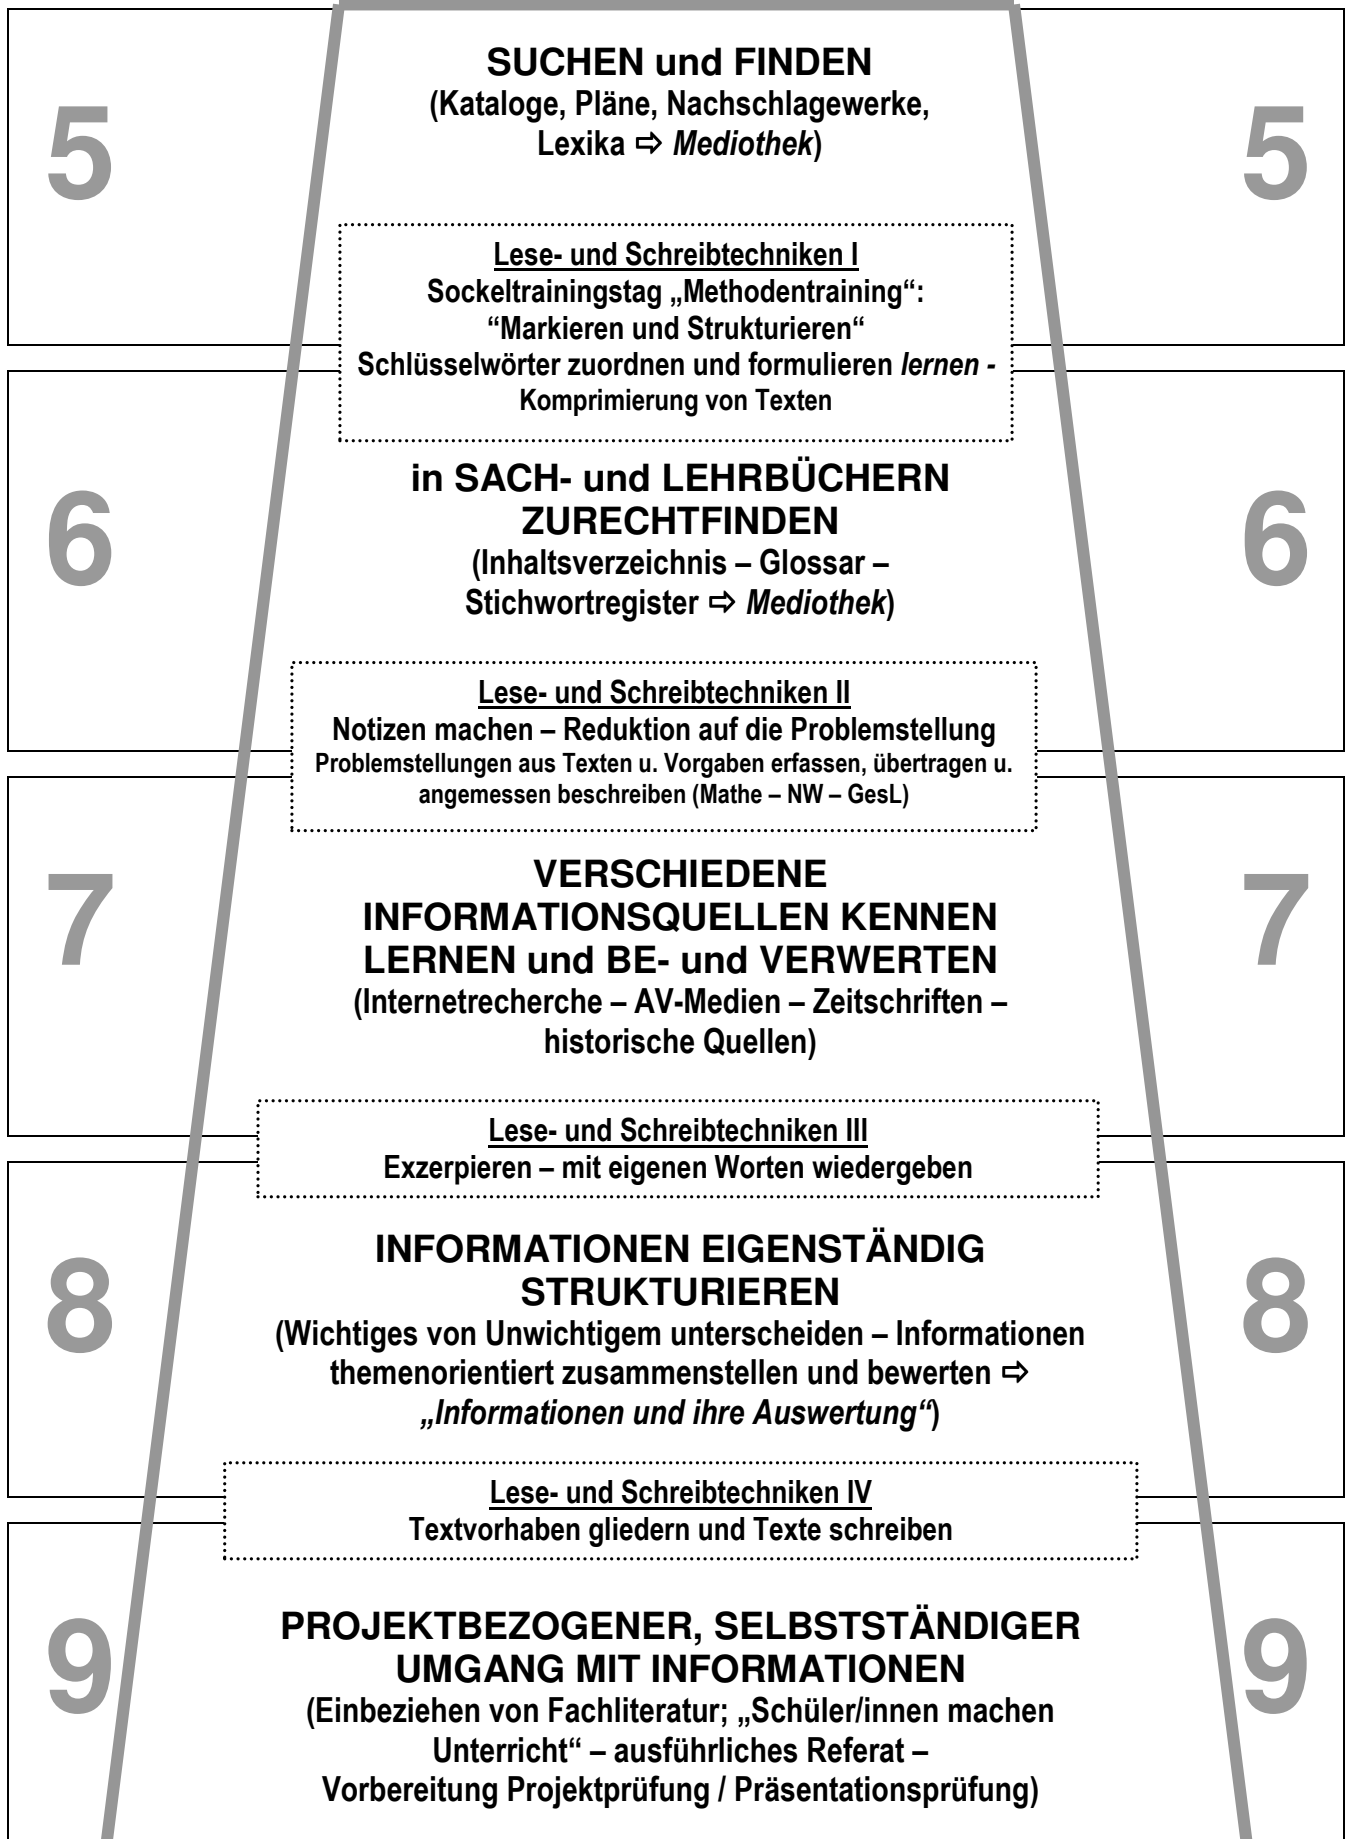 SUCHEN und FINDEN
(Kataloge, Pläne, Nachschlagewerke,
5 5
Lexika ⇨ Mediothek)
Lese- und Schreibtechniken I
Sockeltrainingstag „Methodentraining“:
“Markieren und Strukturieren“
Schlüsselwörter zuordnen und formulieren lernen -
Komprimierung von Texten
in SACH- und LEHRBÜCHERN
ZURECHTFINDEN
6 6
(Inhaltsverzeichnis – Glossar –
Stichwortregister ⇨ Mediothek)
Lese- und Schreibtechniken II
Notizen machen – Reduktion auf die Problemstellung
Problemstellungen aus Texten u. Vorgaben erfassen, übertragen u.
angemessen beschreiben (Mathe – NW – GesL)
VERSCHIEDENE
INFORMATIONSQUELLEN KENNEN
7 7
LERNEN und BE- und VERWERTEN
(Internetrecherche – AV-Medien – Zeitschriften –
historische Quellen)
Lese- und Schreibtechniken III
Exzerpieren – mit eigenen Worten wiedergeben
INFORMATIONEN EIGENSTÄNDIG
STRUKTURIEREN
8 8
(Wichtiges von Unwichtigem unterscheiden – Informationen
themenorientiert zusammenstellen und bewerten ⇨
„Informationen und ihre Auswertung“)
Lese- und Schreibtechniken IV
Textvorhaben gliedern und Texte schreiben
PROJEKTBEZOGENER, SELBSTSTÄNDIGER
UMGANG MIT INFORMATIONEN
9 9
(Einbeziehen von Fachliteratur; „Schüler/innen machen
Unterricht“ – ausführliches Referat –
Vorbereitung Projektprüfung / Präsentationsprüfung)